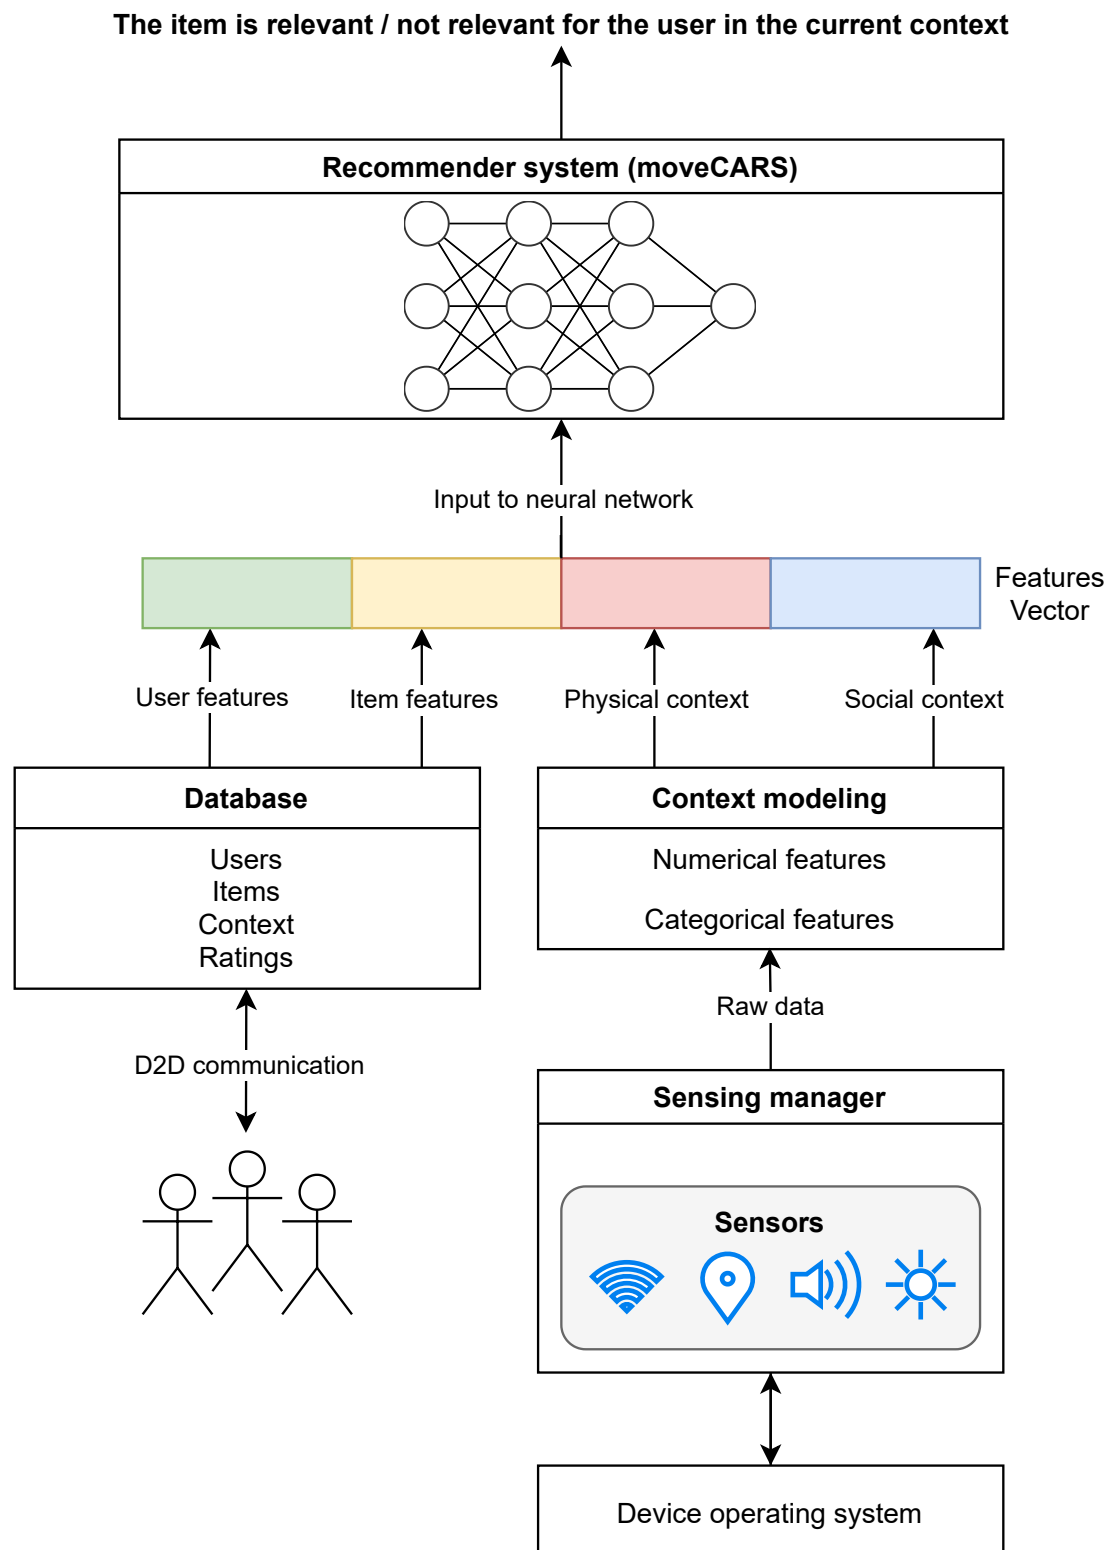 The item is relevant / not relevant for the user in the current context
Recommender system (moveCARS)
Input to neural network
Features
Vector
User features
Item features
Physical context
Social context
Database
Users
Items
Context
Ratings
Context modeling
Numerical features
Categorical features
D2D communication
Raw data
Sensing manager
Sensors
Device operating system